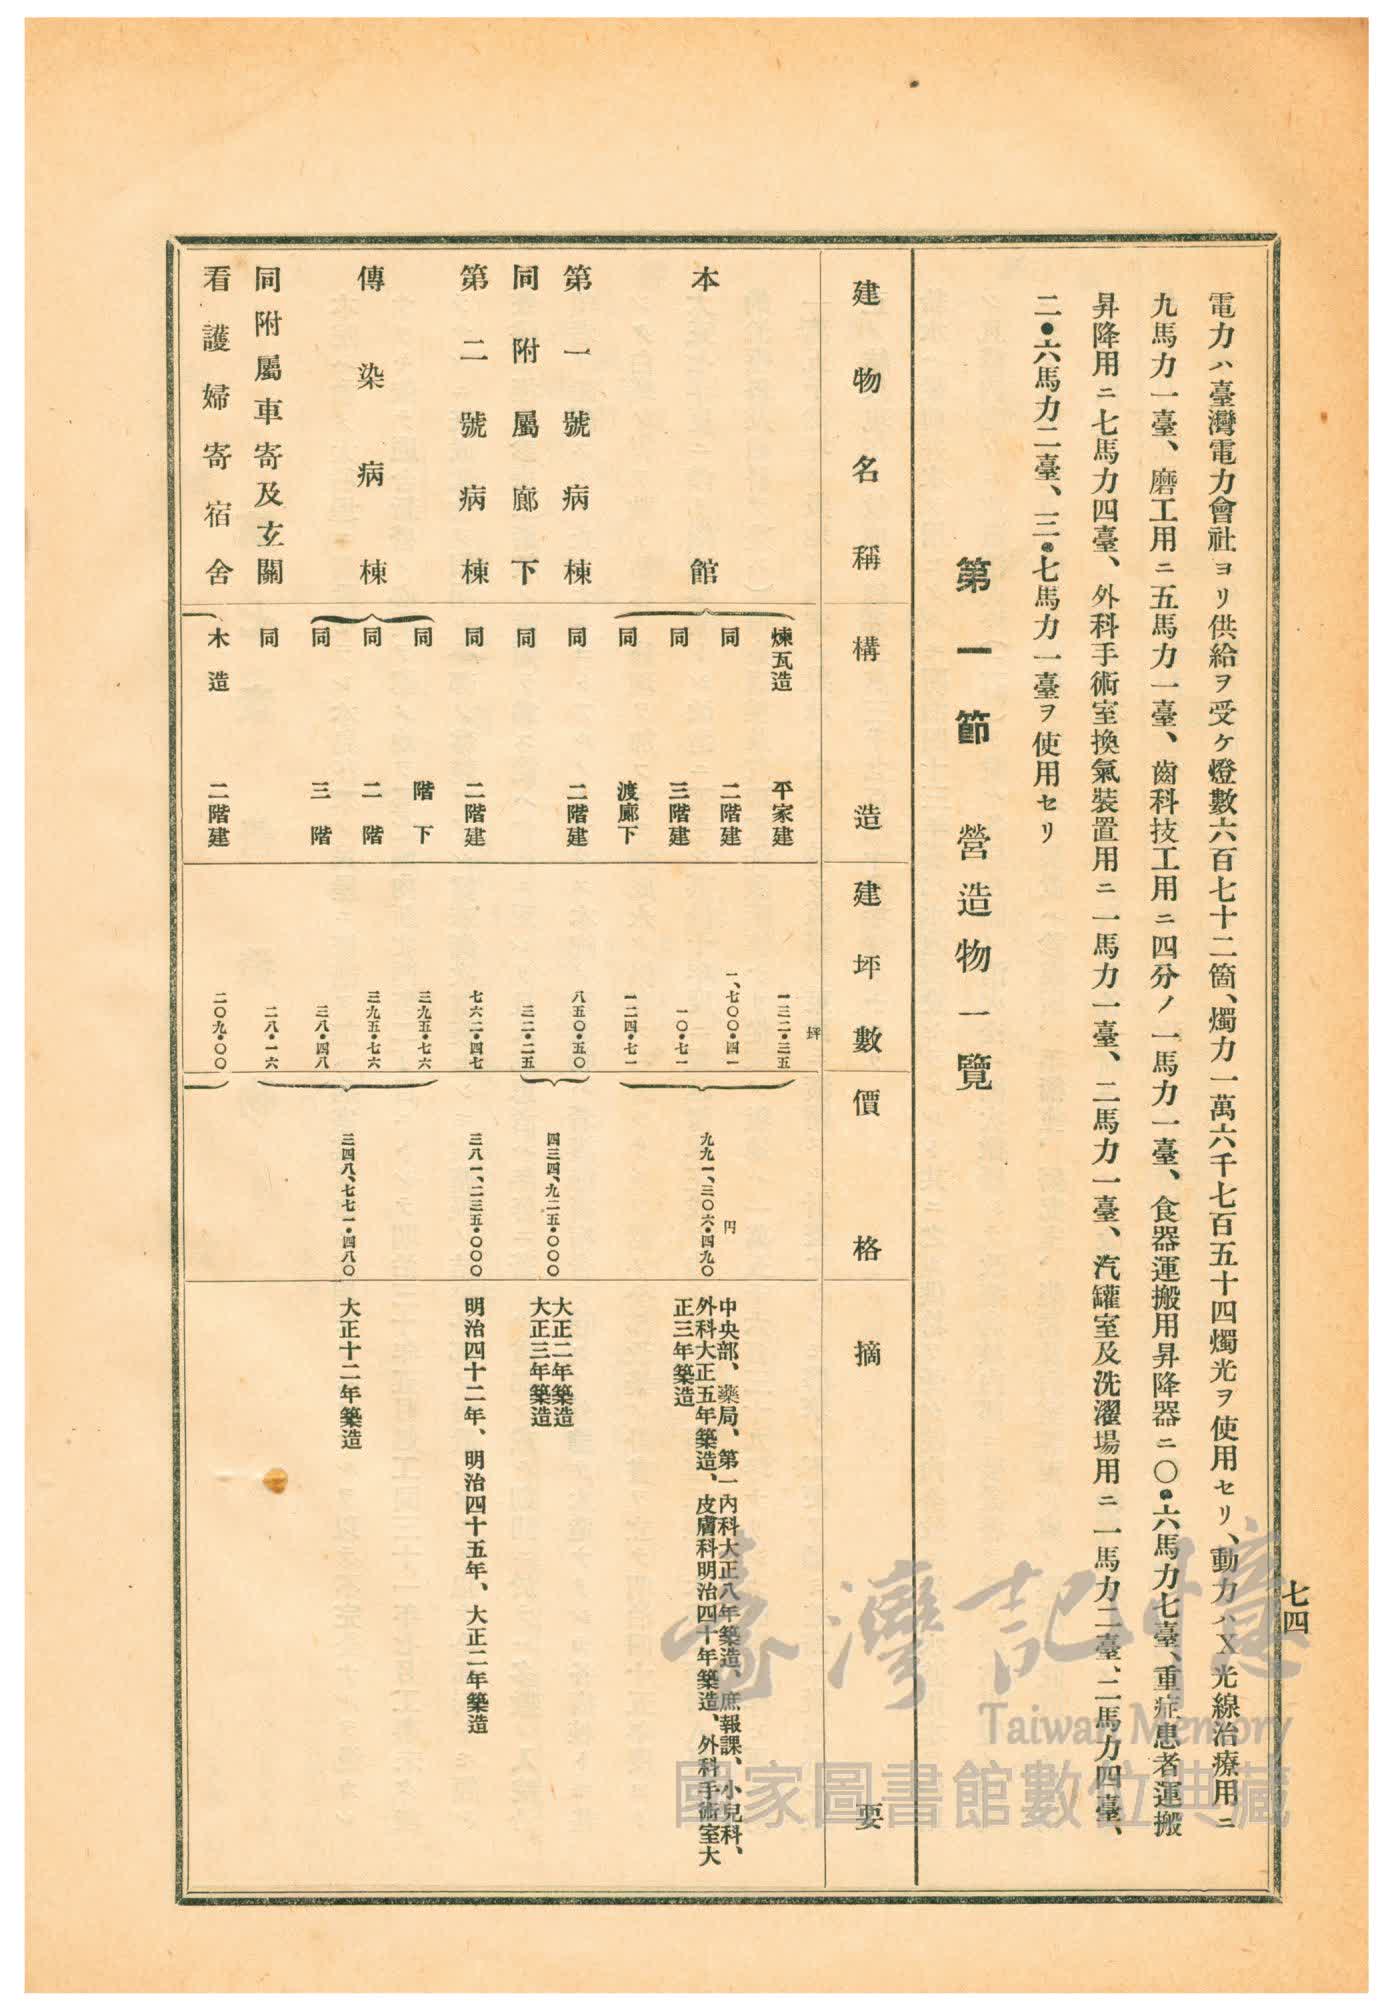 七四
電力ハ臺灣電力會社ヨリ供給ヲ受ケ燈數六百七十二箇、燭力一萬六千七百五十四燭光ヲ使用セリ、動力ハX光線治療用ニ
九馬力一臺、磨工用ニ五馬力一臺、齒科技工用ニ四分ノ一馬力一臺、食器運搬用昇降器ニ〇・六馬力七臺、重症患者運搬
昇降用ニ七馬力四臺、外科手術室換氣裝置用ニ一馬力一臺、二馬力一臺、汽罐室及洗濯場用ニ一馬力二臺、二馬力四臺、
二・六馬力二臺、三・七馬力一臺ヲ使用セリ
第一節 營造物一覽
建物名稱 構造 建坪數 價格 摘要
坪
煉瓦造 平家建 一三二・三五
同 二階建 一、七〇〇・四一
円
本館 同 三階建 一〇・七一 九九一、三〇六・四九〇
中央部、藥局、第一內科大正八年築造、庶報課、小兒科、
外科大正五年築造、皮膚科明治四十年築造、外科手術室大
正三年築造
同 渡廊下 一二四・七一
第一號病棟 同 二階建 八五〇・五〇
四三四、九二五・〇〇〇
大正二年築造
大正三年築造
同附屬廊下 同 三二・二五
第二號病棟 同 二階建 七六二・四七 三八一、二三五・〇〇〇 明治四十二年、明治四十五年、大正二年築造
同 階下 三九五・七六
傳染病棟 同 二階 三九五・七六 三四八、七七一・四八〇 大正十二年築造
同 三階 三八・四八
同附屬車寄及玄關 同 二八・一六
看護婦寄宿舍 木造 二階建 二〇九・〇〇
臺灣記憶
Taiwan Memory
國家圖書館數位典藏